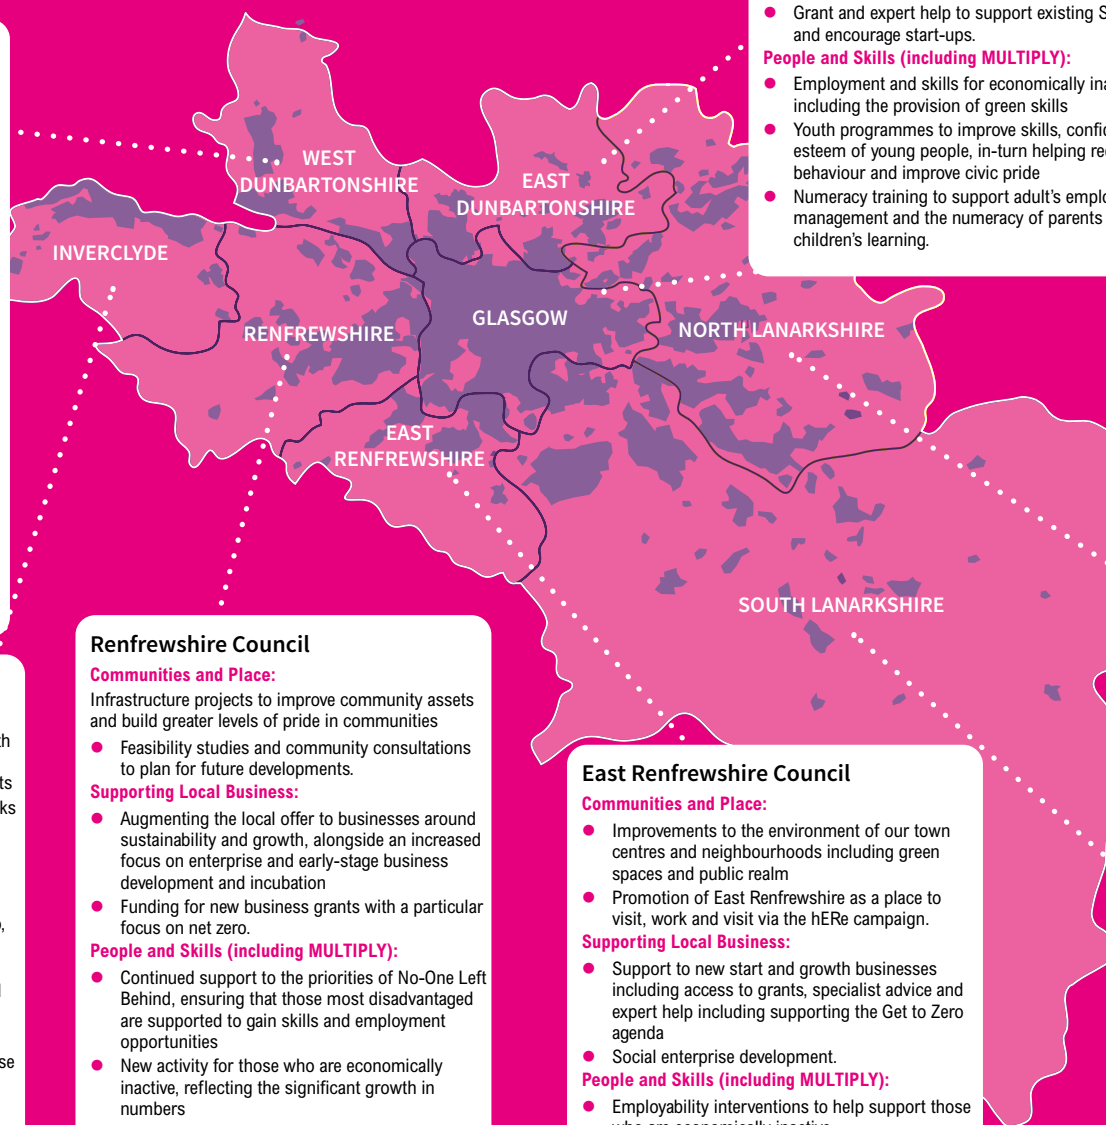 Grant and expert help to support existing S
and encourage start-ups.
People and Skills (including MULTIPLY):
Employment and skills for economically ina
including the provision of green skills
Youth programmes to improve skills, confid
esteem of young people, in-turn helping re
behaviour and improve civic pride
Numeracy training to support adult's emplo
management and the numeracy of parents
children's learning.
WEST
DUNBARTONSHIRE
EAST
DUNBARTONSHIRE
INVERCLYDE
GLASGOW
RENFREWSHIRE
NORTH LANARKSHIRE
EAST
RENFREWSHIRE
SOUTH LANARKSHIRE
th
ts
ks
se
Renfrewshire Council
Communities and Place:
Infrastructure projects to improve community assets
and build greater levels of pride in communities
Feasibility studies and community consultations
to plan for future developments.
Supporting Local Business:
Augmenting the local offer to businesses around
sustainability and growth, alongside an increased
focus on enterprise and early-stage business
development and incubation
Funding for new business grants with a particular
focus on net zero.
People and Skills (including MULTIPLY):
Continued support to the priorities of No-One Left
Behind, ensuring that those most disadvantaged
are supported to gain skills and employment
opportunities
New activity for those who are economically
inactive, reflecting the significant growth in
numbers
East Renfrewshire Council
Communities and Place:
Improvements to the environment of our town
centres and neighbourhoods including green
spaces and public realm
Promotion of East Renfrewshire as a place to
visit, work and visit via the hERe campaign.
Supporting Local Business:
Support to new start and growth businesses
including access to grants, specialist advice and
expert help including supporting the Get to Zero
agenda
Social enterprise development.
People and Skills (including MULTIPLY):
Employability interventions to help support those
who are economically inactive